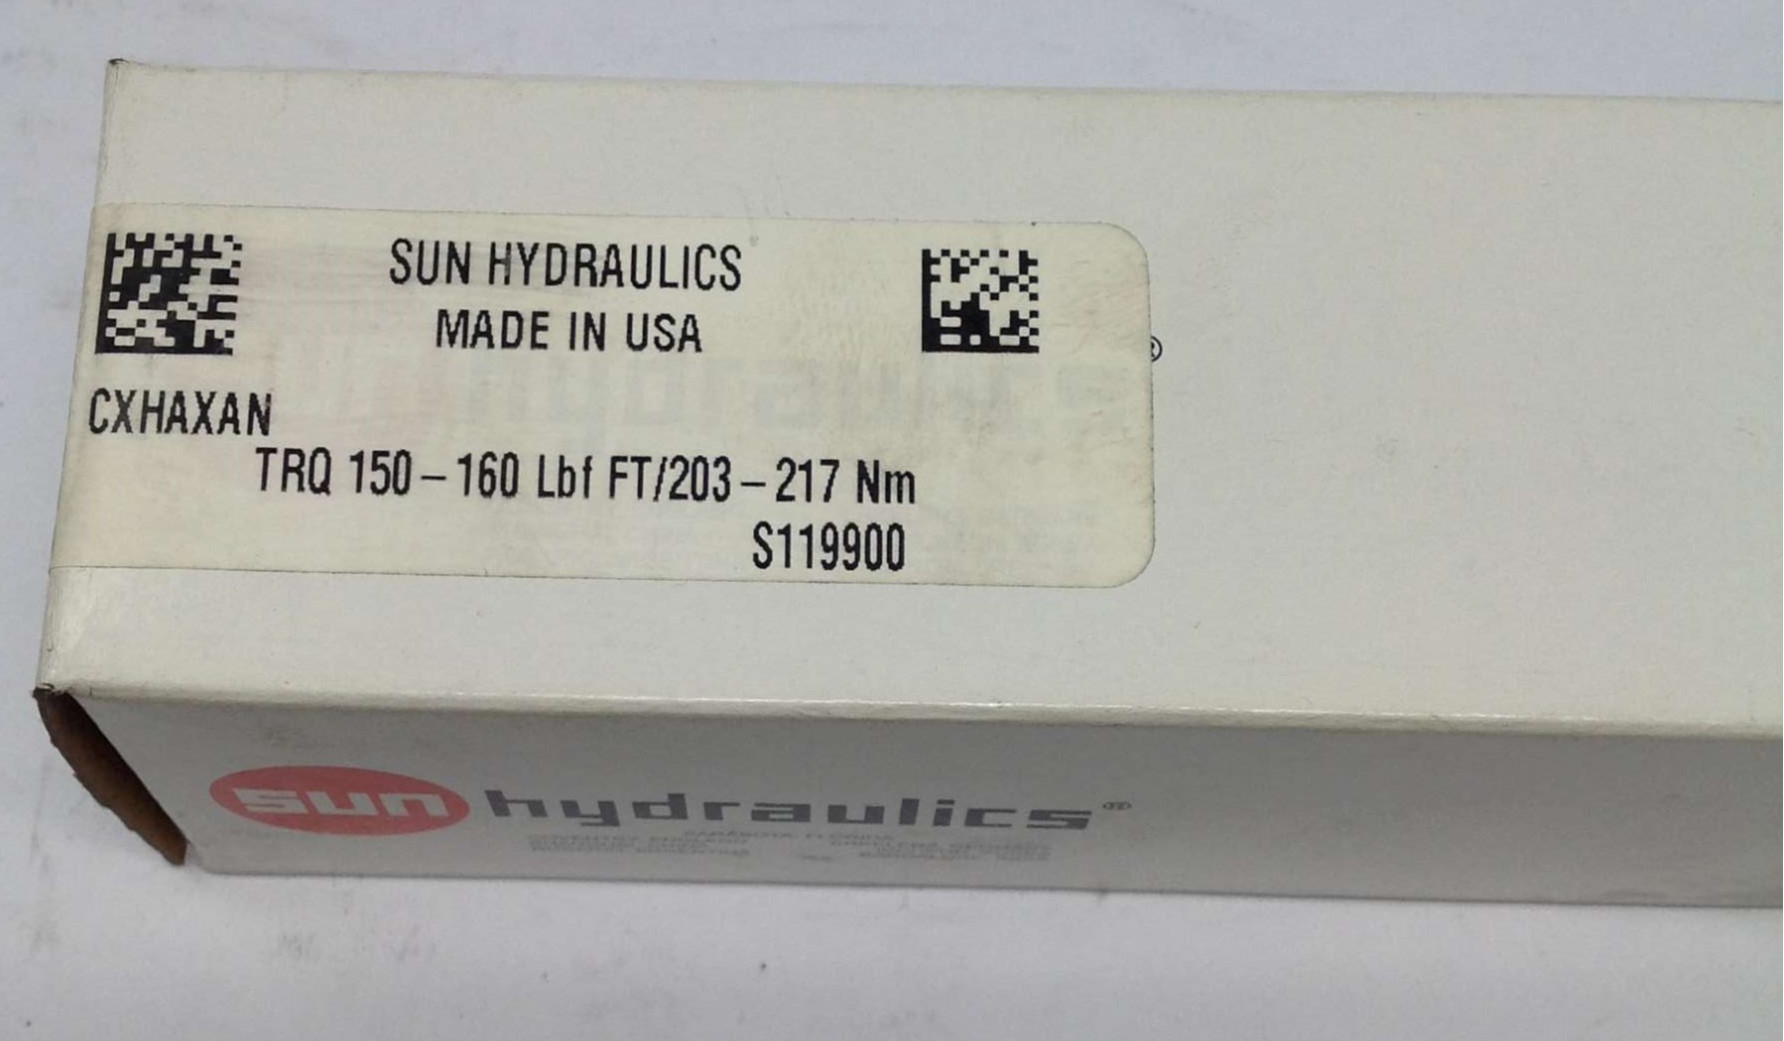 SUN HYDRAULICS
MADE IN USA
®
CXHAXAN
TRQ 150–160 Lbf FT/203–217 Nm
S119900
sun hydraulics®